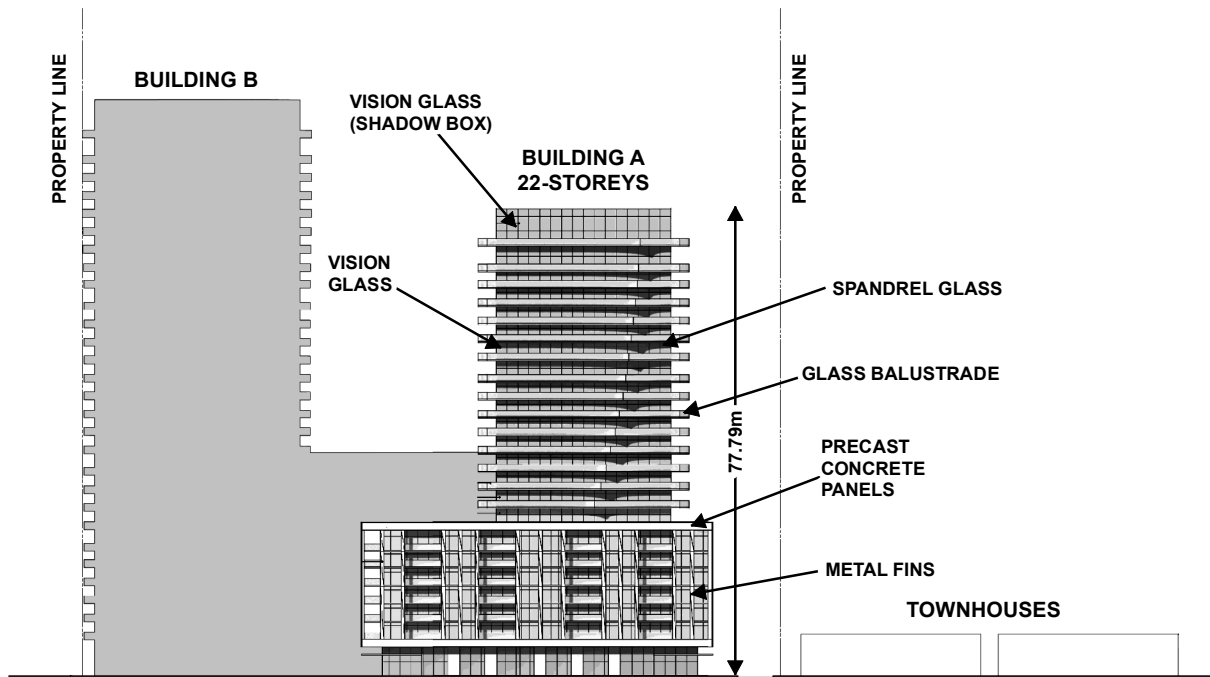 PROPERTY LINE
BUILDING B
VISION GLASS
(SHADOW BOX)
BUILDING A
22-STOREYS
PROPERTY LINE
VISION
GLASS
SPANDREL GLASS
GLASS BALUSTRADE
77.79m
PRECAST
CONCRETE
PANELS
METAL FINS
TOWNHOUSES